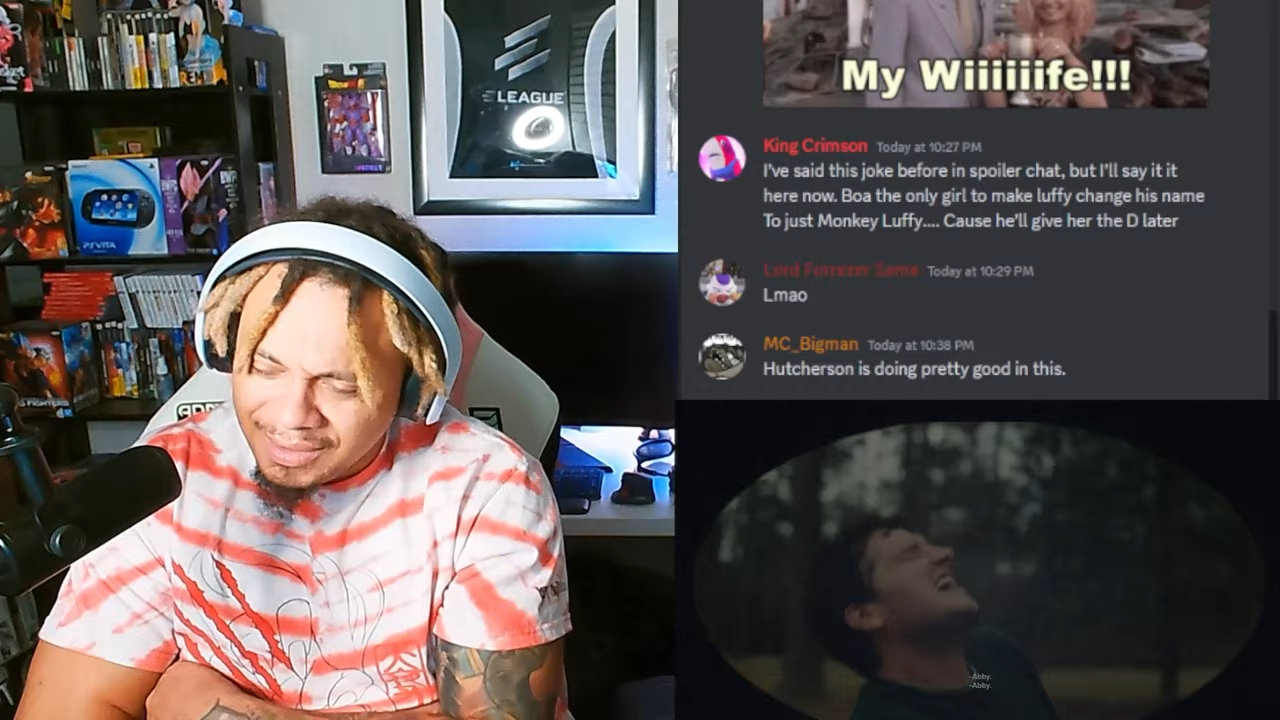 LEAGUE
PSVITA
FIGHTERS
My Wiiiiiife!!!
King Crimson Today at 10:27 PM
I've said this joke before in spoiler chat, but I'll say it it
here now. Boa the only girl to make luffy change his name
To just Monkey Luffy.... Cause he'll give her the D later
Lord Forrezer Sama Today at 10:29 PM
Lmao
MC_Bigman Today at 10:38 PM
Hutcherson is doing pretty good in this.
-Abby.
-Abby.